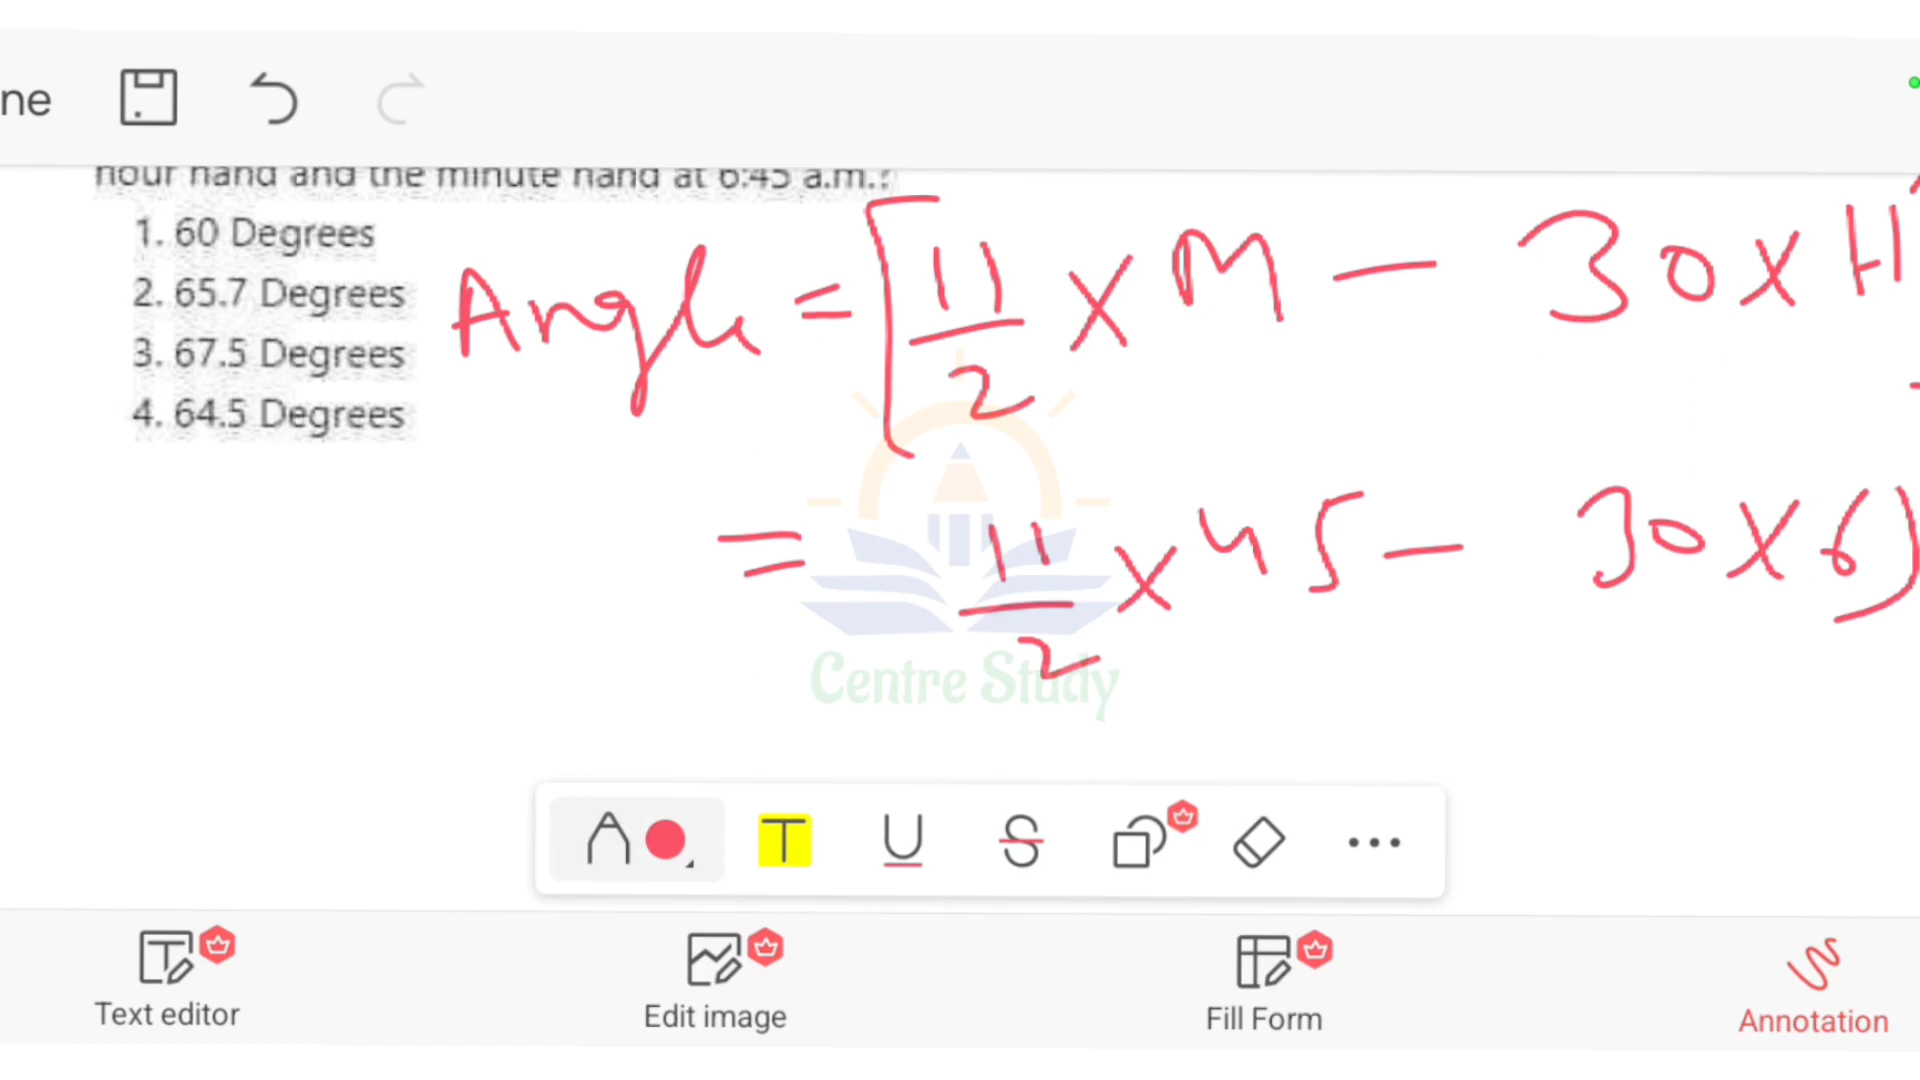 ne
hour hand and the minute hand at 6:45 a.m.?
1. 60 Degrees
2. 65.7 Degrees
3. 67.5 Degrees
4. 64.5 Degrees
Angle = [11/2 × M − 30 × H
= 11/2 × 45 − 30 × 6)
Centre Study
T U S
Text editor
Edit image
Fill Form
Annotation